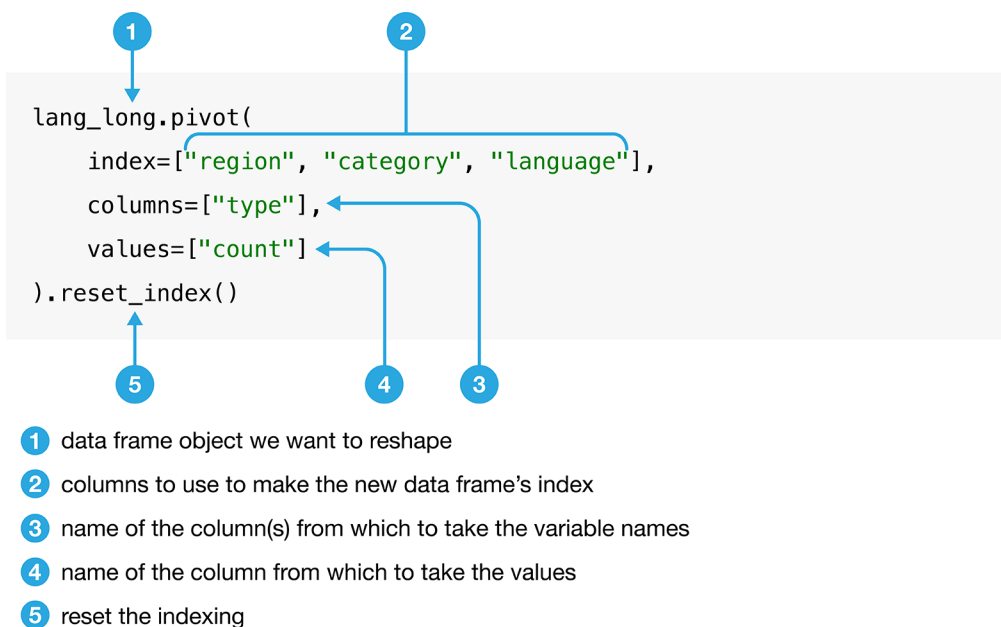 1 2
lang_long.pivot(
index=["region", "category", "language"],
columns=["type"],
values=["count"]
).reset_index()
5 4 3
1 data frame object we want to reshape
2 columns to use to make the new data frame’s index
3 name of the column(s) from which to take the variable names
4 name of the column from which to take the values
5 reset the indexing